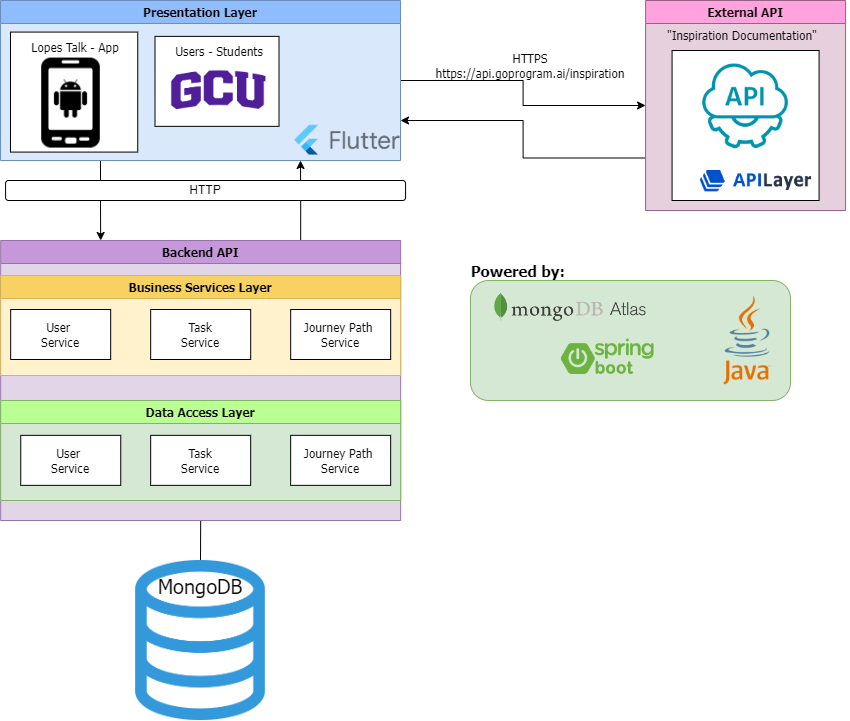 Presentation Layer
Lopes Talk - App
Users - Students
GCU
Flutter
HTTPS
https://api.goprogram.ai/inspiration
External API
"Inspiration Documentation"
API
APILayer
HTTP
Backend API
Business Services Layer
User
Service
Task
Service
Journey Path
Service
Data Access Layer
User
Service
Task
Service
Journey Path
Service
MongoDB
Powered by:
mongoDB Atlas
spring
boot
Java